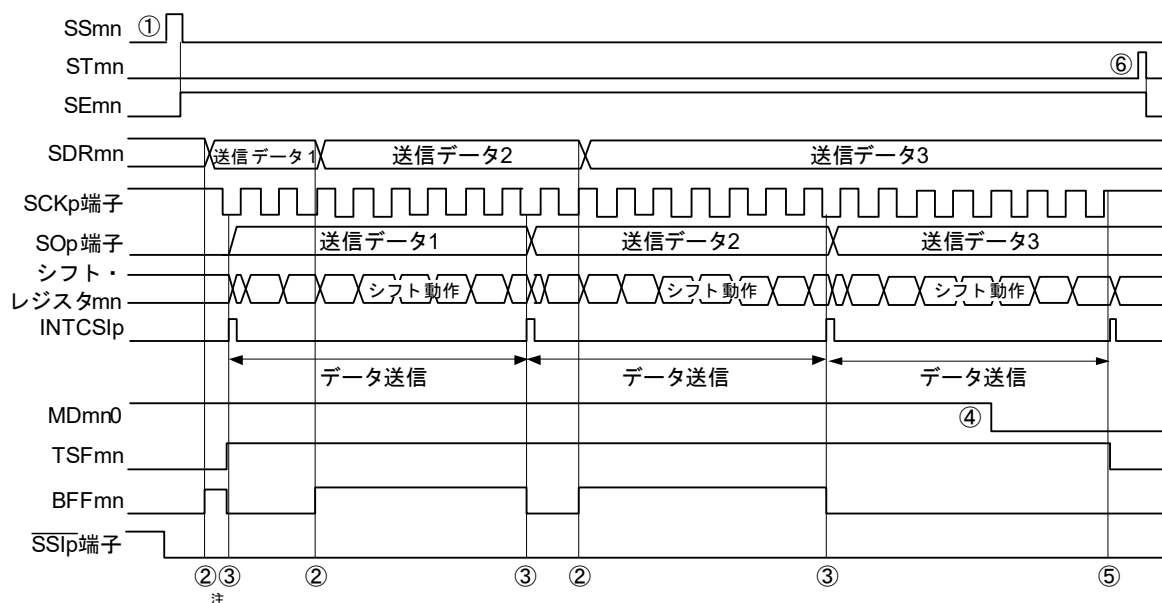 SSmn ①
STmn ⑥
SEmn
SDRmn 送信データ1 送信データ2 送信データ3
SCKp端子
SOp端子 送信データ1 送信データ2 送信データ3
シフト・
レジスタmn シフト動作 シフト動作 シフト動作
INTCSIp
データ送信 データ送信 データ送信
MDmn0 ④
TSFmn
BFFmn
SSIp端子
②③ ② ③ ② ③ ⑤
注